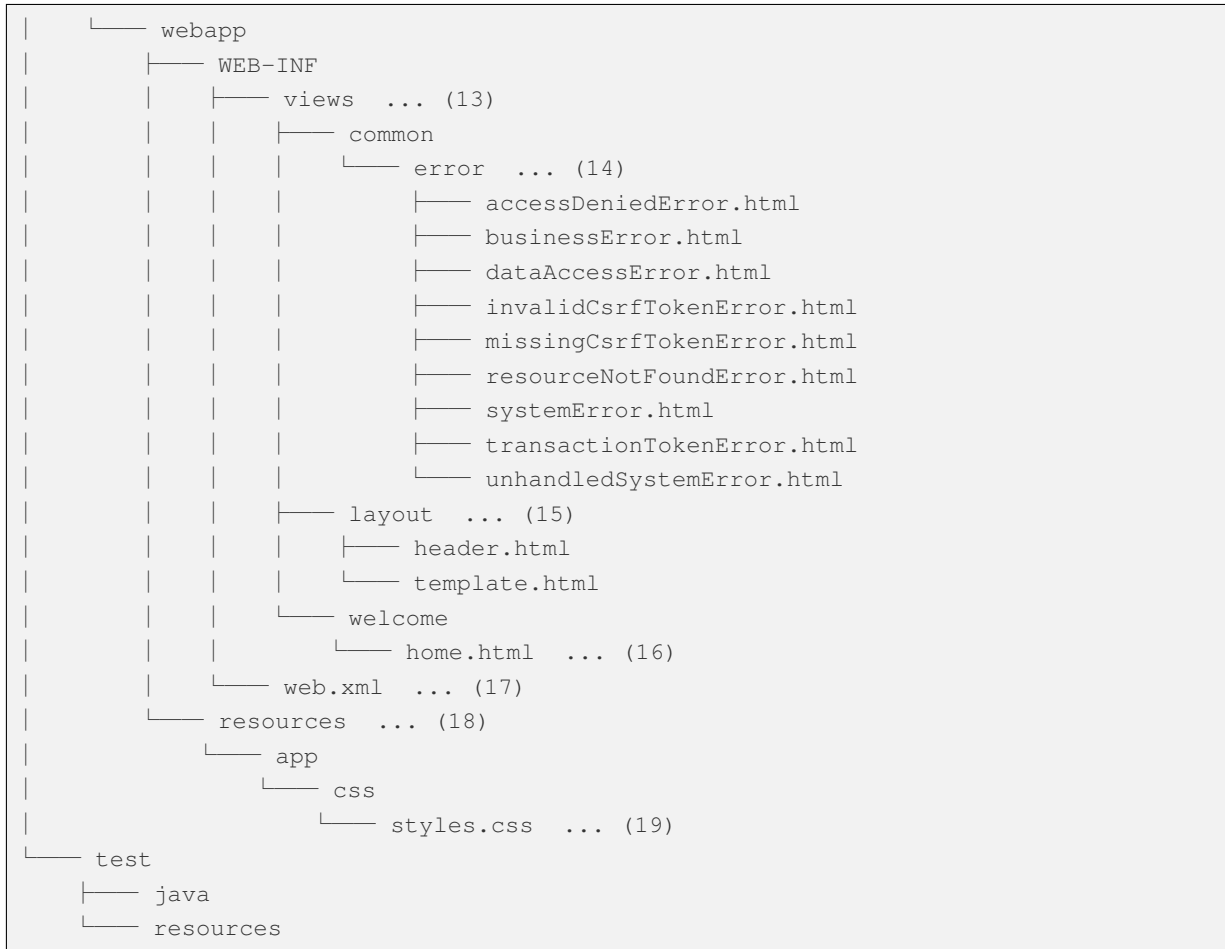 │   └── webapp
│       ├── WEB-INF
│       │   ├── views  ... (13)
│       │   │   ├── common
│       │   │   │   └── error  ... (14)
│       │   │   │       ├── accessDeniedError.html
│       │   │   │       ├── businessError.html
│       │   │   │       ├── dataAccessError.html
│       │   │   │       ├── invalidCsrfTokenError.html
│       │   │   │       ├── missingCsrfTokenError.html
│       │   │   │       ├── resourceNotFoundError.html
│       │   │   │       ├── systemError.html
│       │   │   │       ├── transactionTokenError.html
│       │   │   │       └── unhandledSystemError.html
│       │   │   ├── layout  ... (15)
│       │   │   │   ├── header.html
│       │   │   │   └── template.html
│       │   │   └── welcome
│       │   │       └── home.html  ... (16)
│       │   └── web.xml  ... (17)
│       └── resources  ... (18)
│           └── app
│               └── css
│                   └── styles.css  ... (19)
└── test
    ├── java
    └── resources